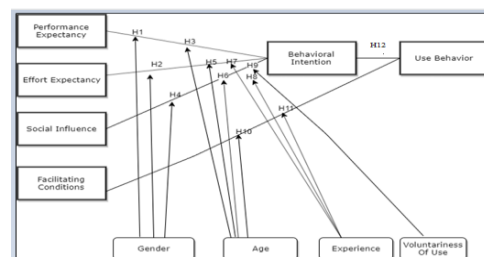 Performance
Expectancy
H1
H3
Behavioral
Intention
H12
Use Behavior
Effort Expectancy
H2
H5
H7
H9
H6
H8
H4
Social Influence
H11
H10
Facilitating
Conditions
Gender
Age
Experience
Voluntariness
Of Use